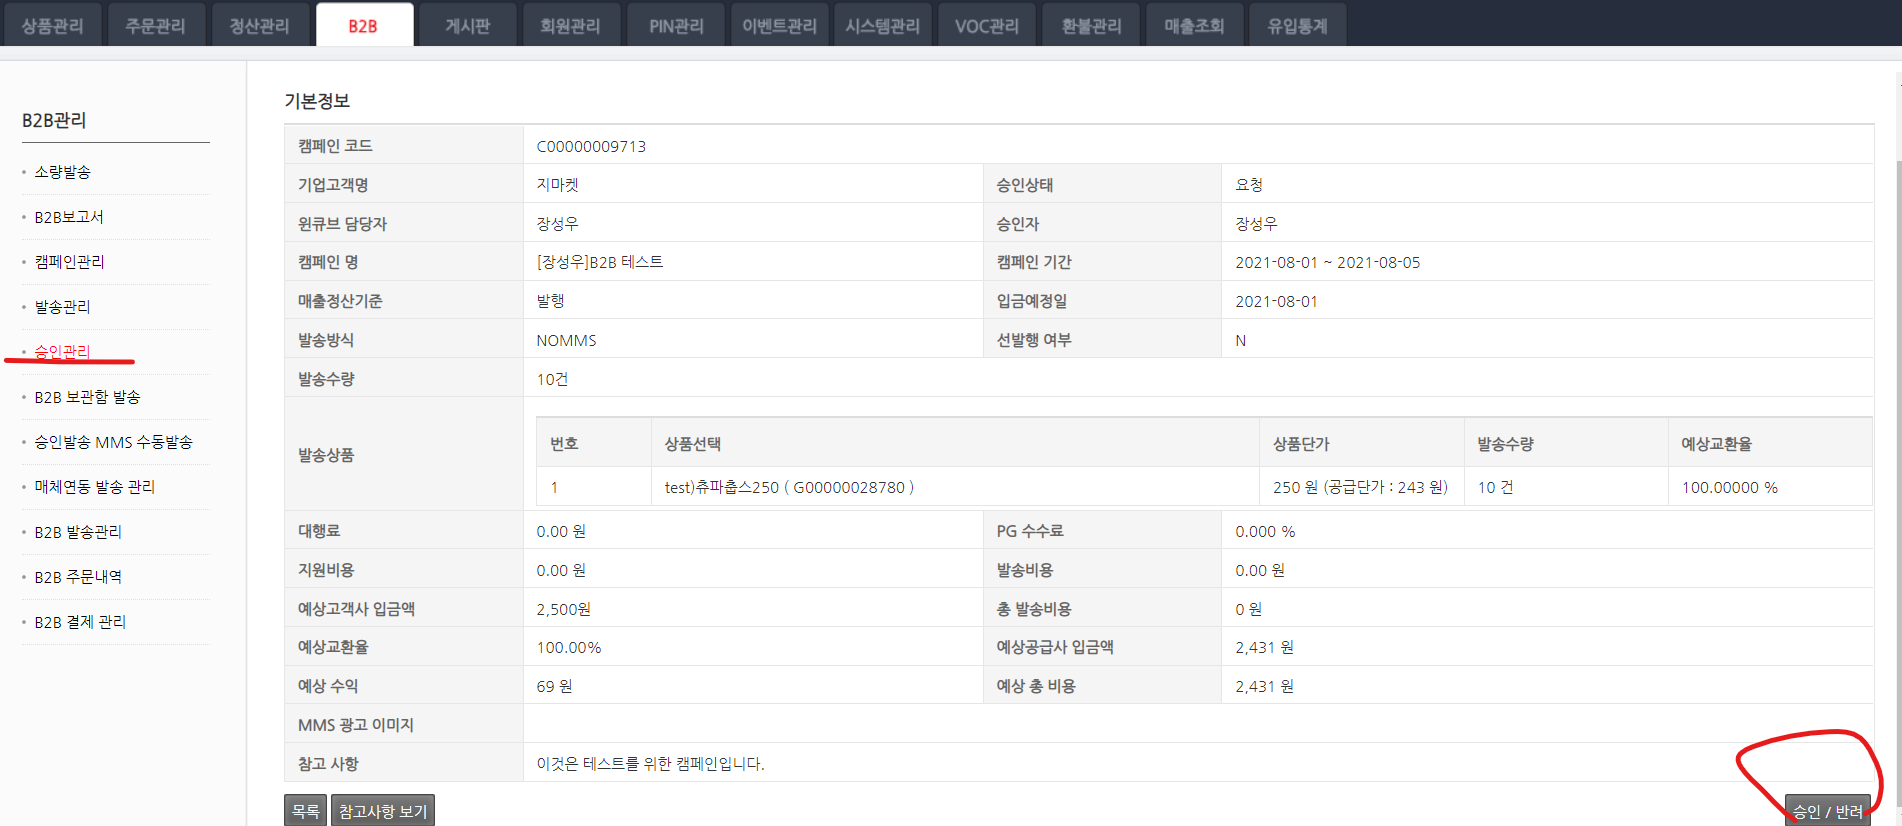 상품관리 주문관리 정산관리 B2B 게시판 회원관리 PIN관리 이벤트관리 시스템관리 VOC관리 환불관리 매출조회 유입통계
B2B관리
소량발송
B2B보고서
캠페인관리
발송관리
승인관리
B2B 보관함 발송
승인발송 MMS 수동발송
매체연동 발송 관리
B2B 발송관리
B2B 주문내역
B2B 결제 관리
기본정보
캠페인 코드 C00000009713
기업고객명 지마켓 승인상태 요청
윈큐브 담당자 장성우 승인자 장성우
캠페인 명 [장성우]B2B 테스트 캠페인 기간 2021-08-01 ~ 2021-08-05
매출정산기준 발행 입금예정일 2021-08-01
발송방식 NOMMS 선발행 여부 N
발송수량 10건
발송상품
번호 상품선택 상품단가 발송수량 예상교환율
1 test)츄파춥스250 ( G00000028780 ) 250 원 (공급단가 : 243 원) 10 건 100.00000 %
대행료 0.00 원 PG 수수료 0.000 %
지원비용 0.00 원 발송비용 0.00 원
예상고객사 입금액 2,500원 총 발송비용 0 원
예상교환율 100.00% 예상공급사 입금액 2,431 원
예상 수익 69 원 예상 총 비용 2,431 원
MMS 광고 이미지
참고 사항 이것은 테스트를 위한 캠페인입니다.
목록 참고사항 보기 승인 / 반려